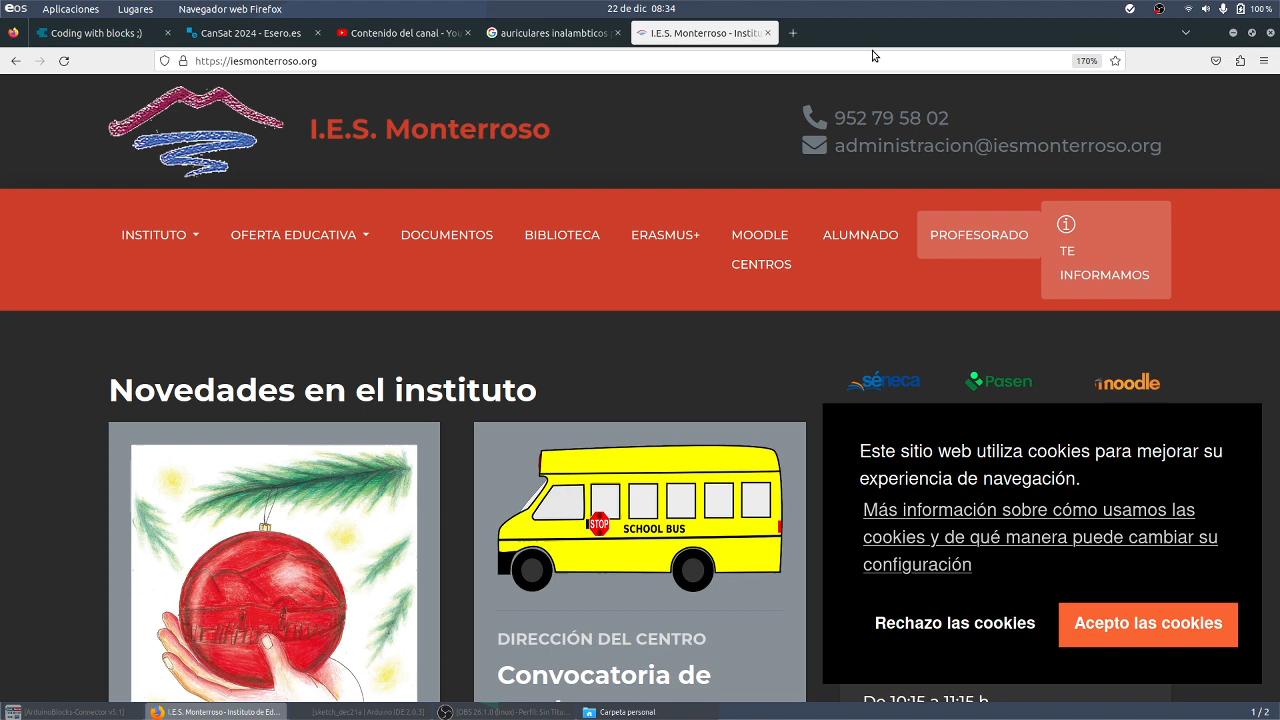 eos Aplicaciones Lugares Navegador web Firefox 22 de dic 08:34 100 %
Coding with blocks ;) CanSat 2024 - Esero.es Contenido del canal - You auriculares inalambticos I.E.S. Monterroso - Institu
https://iesmonterroso.org 170%
I.E.S. Monterroso
952 79 58 02
administracion@iesmonterroso.org
INSTITUTO OFERTA EDUCATIVA DOCUMENTOS BIBLIOTECA ERASMUS+ MOODLE CENTROS ALUMNADO PROFESORADO TE INFORMAMOS
Novedades en el instituto
séneca Pasen moodle
STOP SCHOOL BUS
DIRECCIÓN DEL CENTRO
Convocatoria de
Este sitio web utiliza cookies para mejorar su
experiencia de navegación.
Más información sobre cómo usamos las
cookies y de qué manera puede cambiar su
configuración
Rechazo las cookies Acepto las cookies
De 10:15 a 11:15 h
[ArduinoBlocks-Connector v5.1] I.E.S. Monterroso - Instituto de Ed... [sketch_dec21a | Arduino IDE 2.0.3] [OBS 26.1.0 (linux) - Perfil: Sin Títu... Carpeta personal 1 / 2